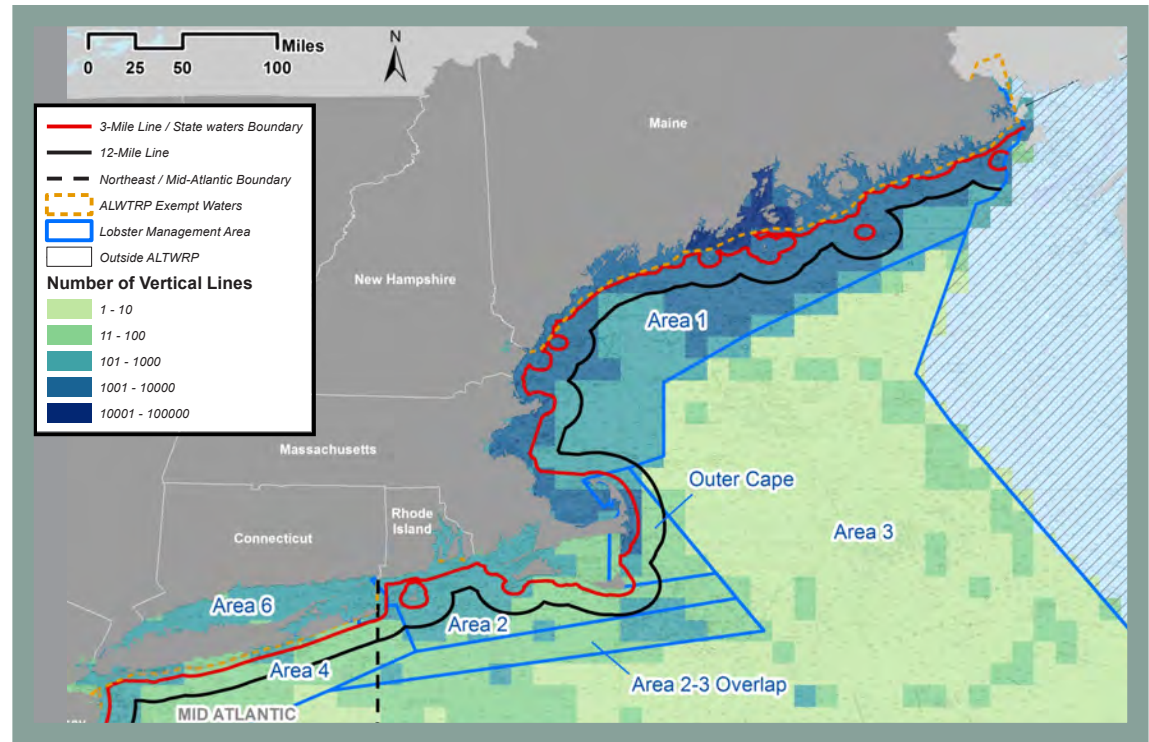 N
Miles
0 25 50 100
3-Mile Line / State waters Boundary
12-Mile Line
Northeast / Mid-Atlantic Boundary
ALWTRP Exempt Waters
Lobster Management Area
Outside ALTWRP
Number of Vertical Lines
1 - 10
11 - 100
101 - 1000
1001 - 10000
10001 - 100000
Maine
New Hampshire
Area 1
Massachusetts
Outer Cape
Rhode
Island
Connecticut
Area 3
Area 6
Area 2
Area 4
Area 2-3 Overlap
MID ATLANTIC